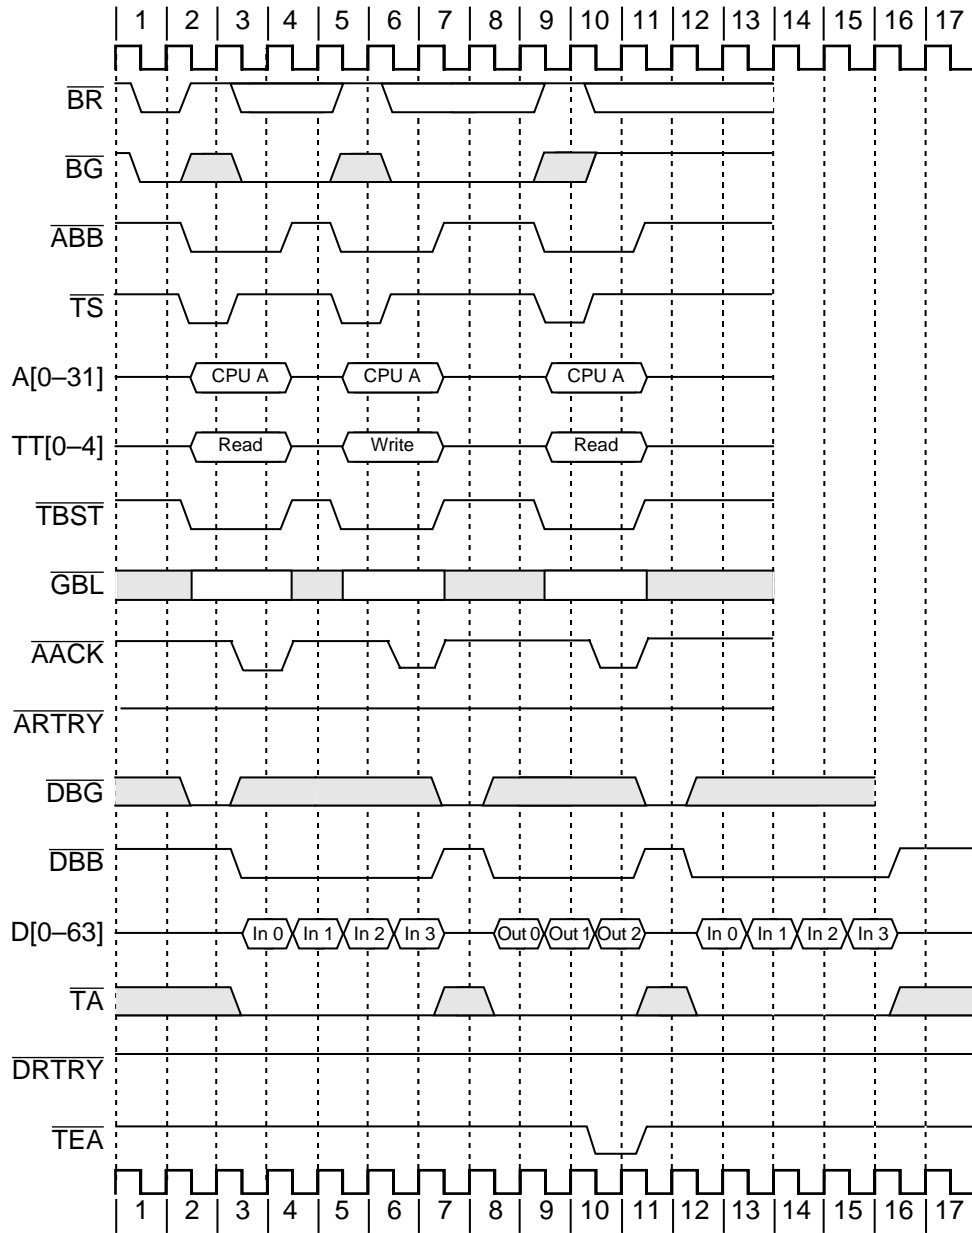 1 2 3 4 5 6 7 8 9 10 11 12 13 14 15 16 17
BR
BG
ABB
TS
A[0–31] CPU A CPU A CPU A
TT[0–4] Read Write Read
TBST
GBL
AACK
ARTRY
DBG
DBB
D[0–63] In 0 In 1 In 2 In 3 Out 0 Out 1 Out 2 In 0 In 1 In 2 In 3
TA
DRTRY
TEA
1 2 3 4 5 6 7 8 9 10 11 12 13 14 15 16 17